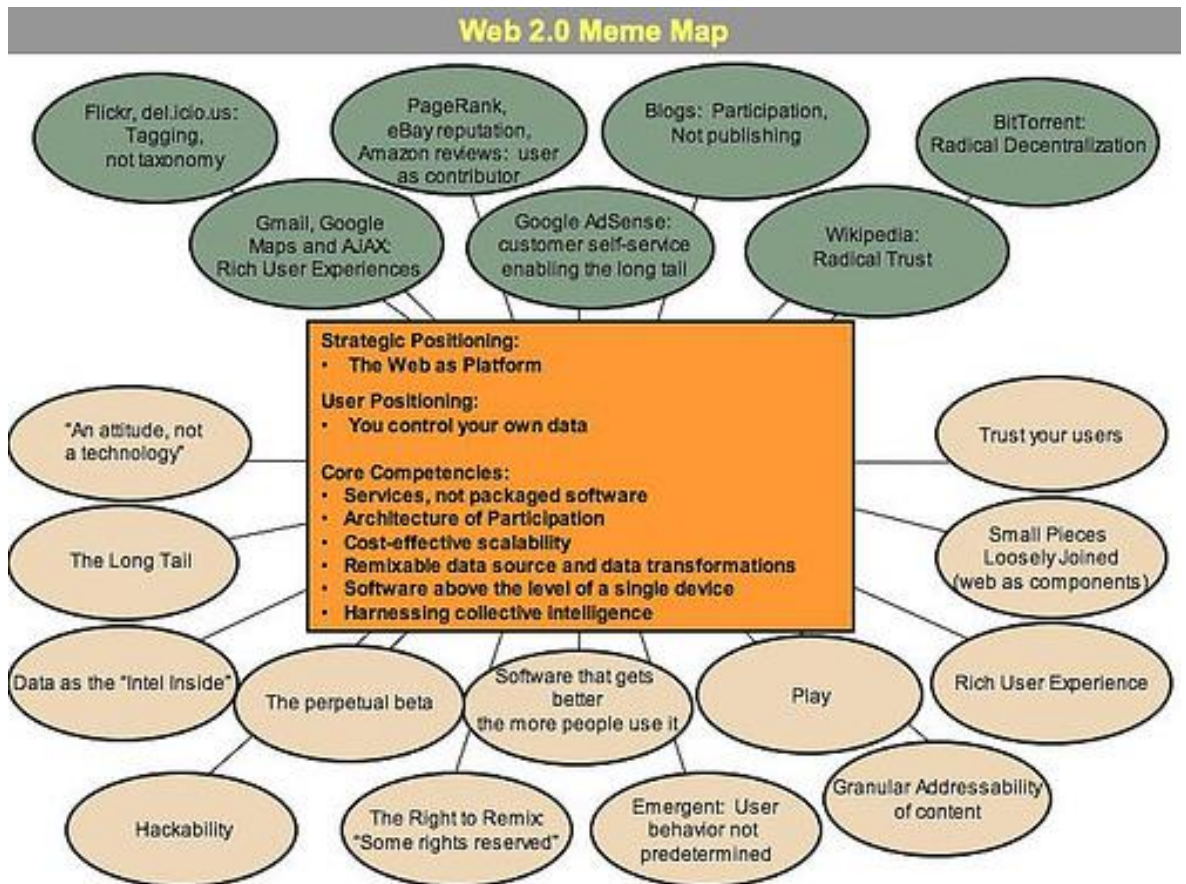 Web 2.0 Meme Map
Flickr, del.icio.us:
Tagging,
not taxonomy
PageRank,
eBay reputation,
Amazon reviews: user
as contributor
Blogs: Participation,
Not publishing
BitTorrent:
Radical Decentralization
Gmail, Google
Maps and AJAX:
Rich User Experiences
Google AdSense:
customer self-service
enabling the long tail
Wikipedia:
Radical Trust
Strategic Positioning:
• The Web as Platform
User Positioning:
• You control your own data
Core Competencies:
• Services, not packaged software
• Architecture of Participation
• Cost-effective scalability
• Remixable data source and data transformations
• Software above the level of a single device
• Harnessing collective intelligence
"An attitude, not
a technology"
Trust your users
The Long Tail
Small Pieces
Loosely Joined
(web as components)
Data as the "Intel Inside"
The perpetual beta
Software that gets
better
the more people use it
Play
Rich User Experience
Hackability
The Right to Remix:
"Some rights reserved"
Emergent: User
behavior not
predetermined
Granular Addressability
of content